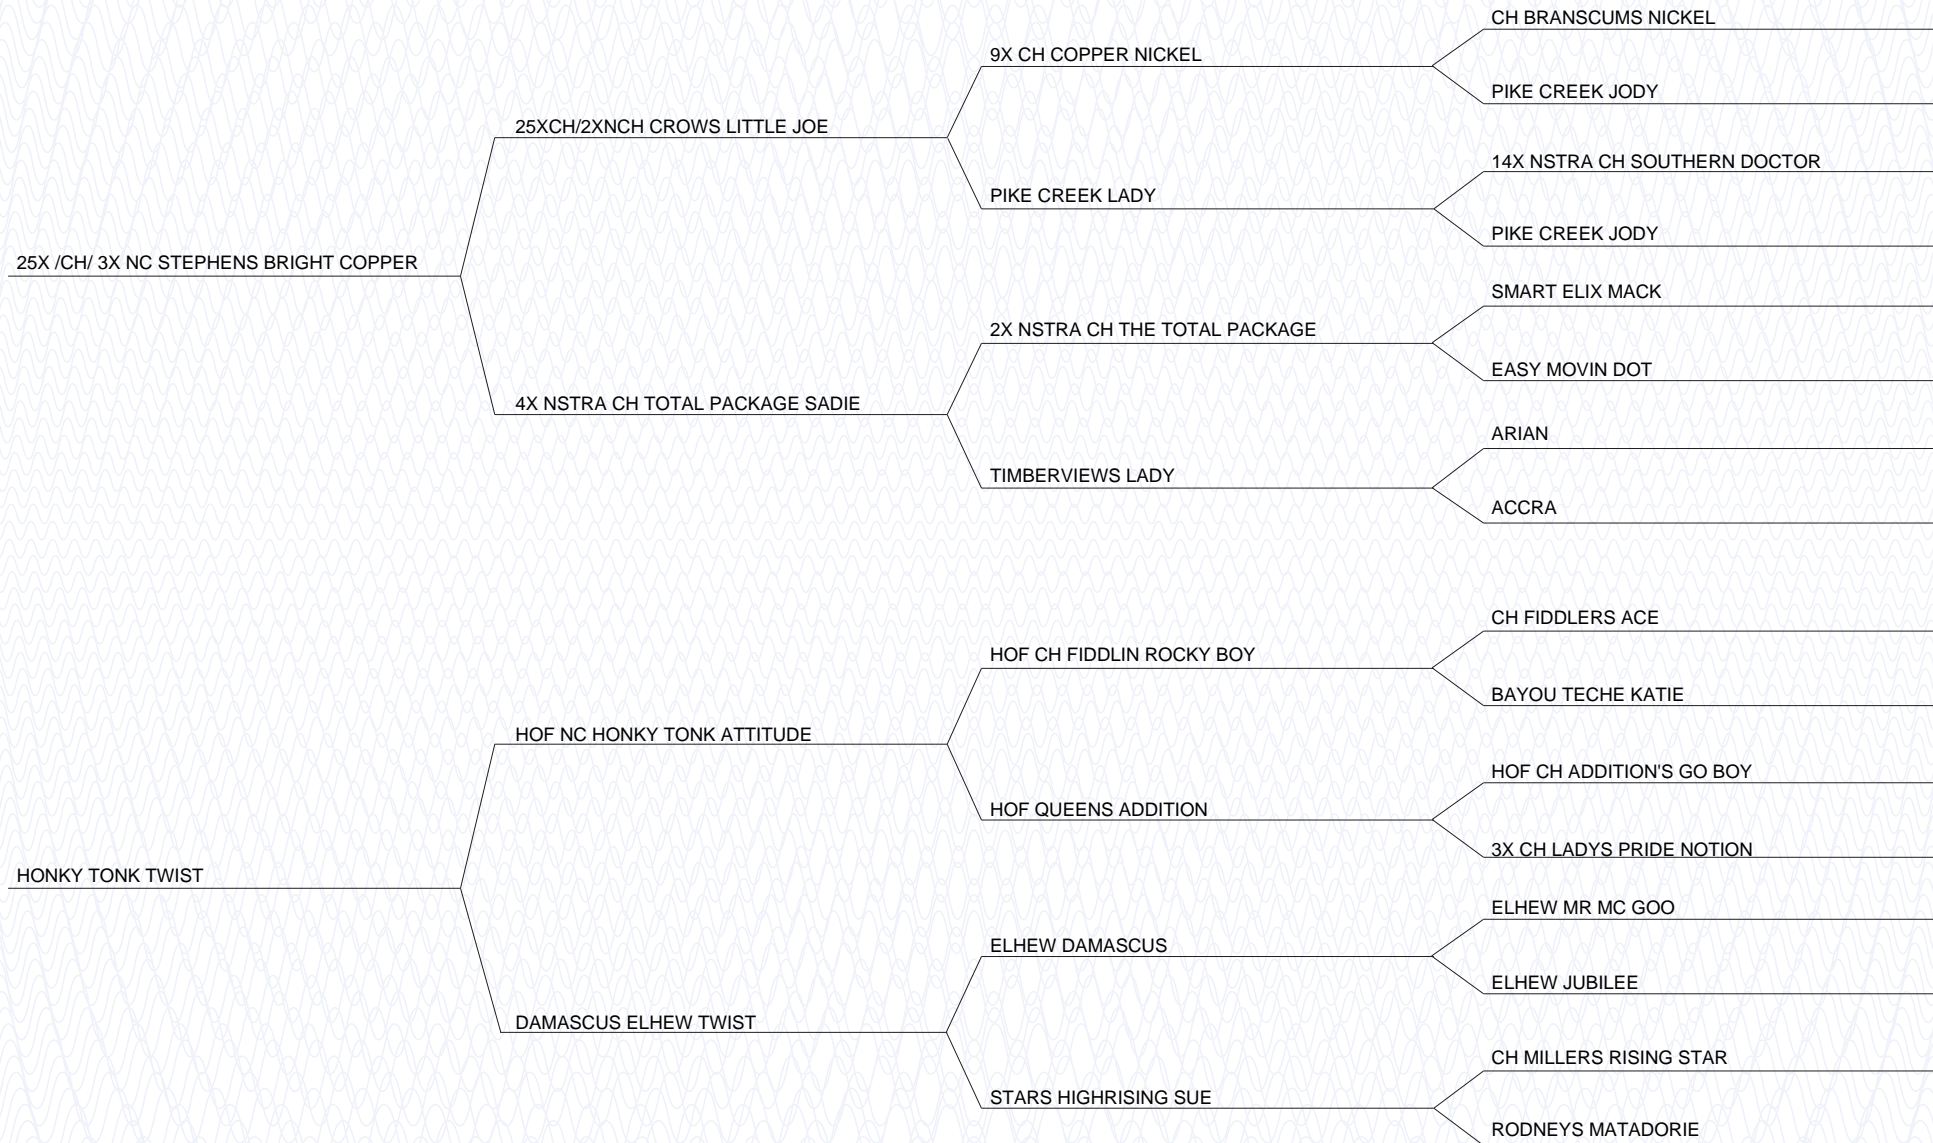 CH BRANSCUMS NICKEL
9X CH COPPER NICKEL
PIKE CREEK JODY
25XCH/2XNCH CROWS LITTLE JOE
14X NSTRA CH SOUTHERN DOCTOR
PIKE CREEK LADY
PIKE CREEK JODY
25X /CH/ 3X NC STEPHENS BRIGHT COPPER
SMART ELIX MACK
2X NSTRA CH THE TOTAL PACKAGE
EASY MOVIN DOT
4X NSTRA CH TOTAL PACKAGE SADIE
ARIAN
TIMBERVIEWS LADY
ACCRA
CH FIDDLERS ACE
HOF CH FIDDLIN ROCKY BOY
BAYOU TECHE KATIE
HOF NC HONKY TONK ATTITUDE
HOF CH ADDITION'S GO BOY
HOF QUEENS ADDITION
3X CH LADYS PRIDE NOTION
HONKY TONK TWIST
ELHEW MR MC GOO
ELHEW DAMASCUS
ELHEW JUBILEE
DAMASCUS ELHEW TWIST
CH MILLERS RISING STAR
STARS HIGHRISING SUE
RODNEYS MATADORIE